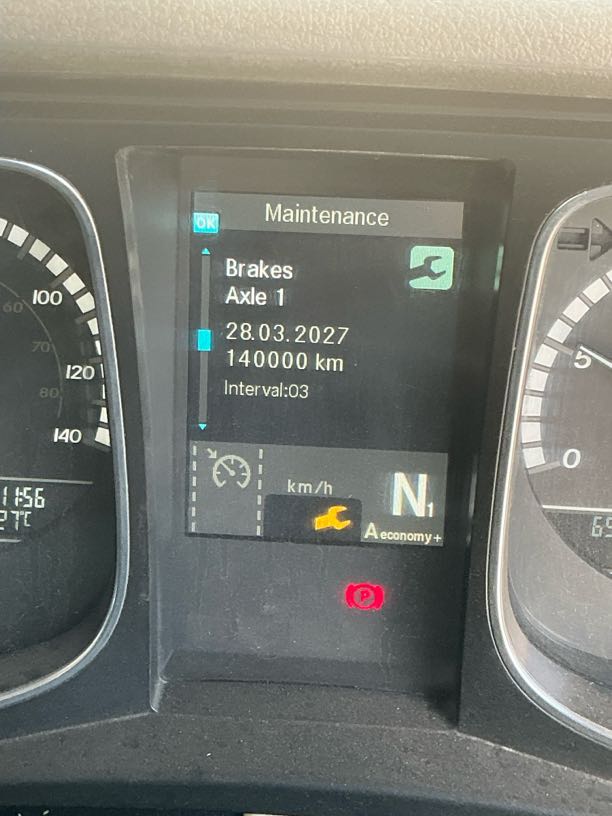 Maintenance
OK
Brakes
Axle 1
28.03.2027
140000 km
Interval:03
km/h
N1
A economy+
P
100
60
70
120
80
140
11:56
27°C
5
0